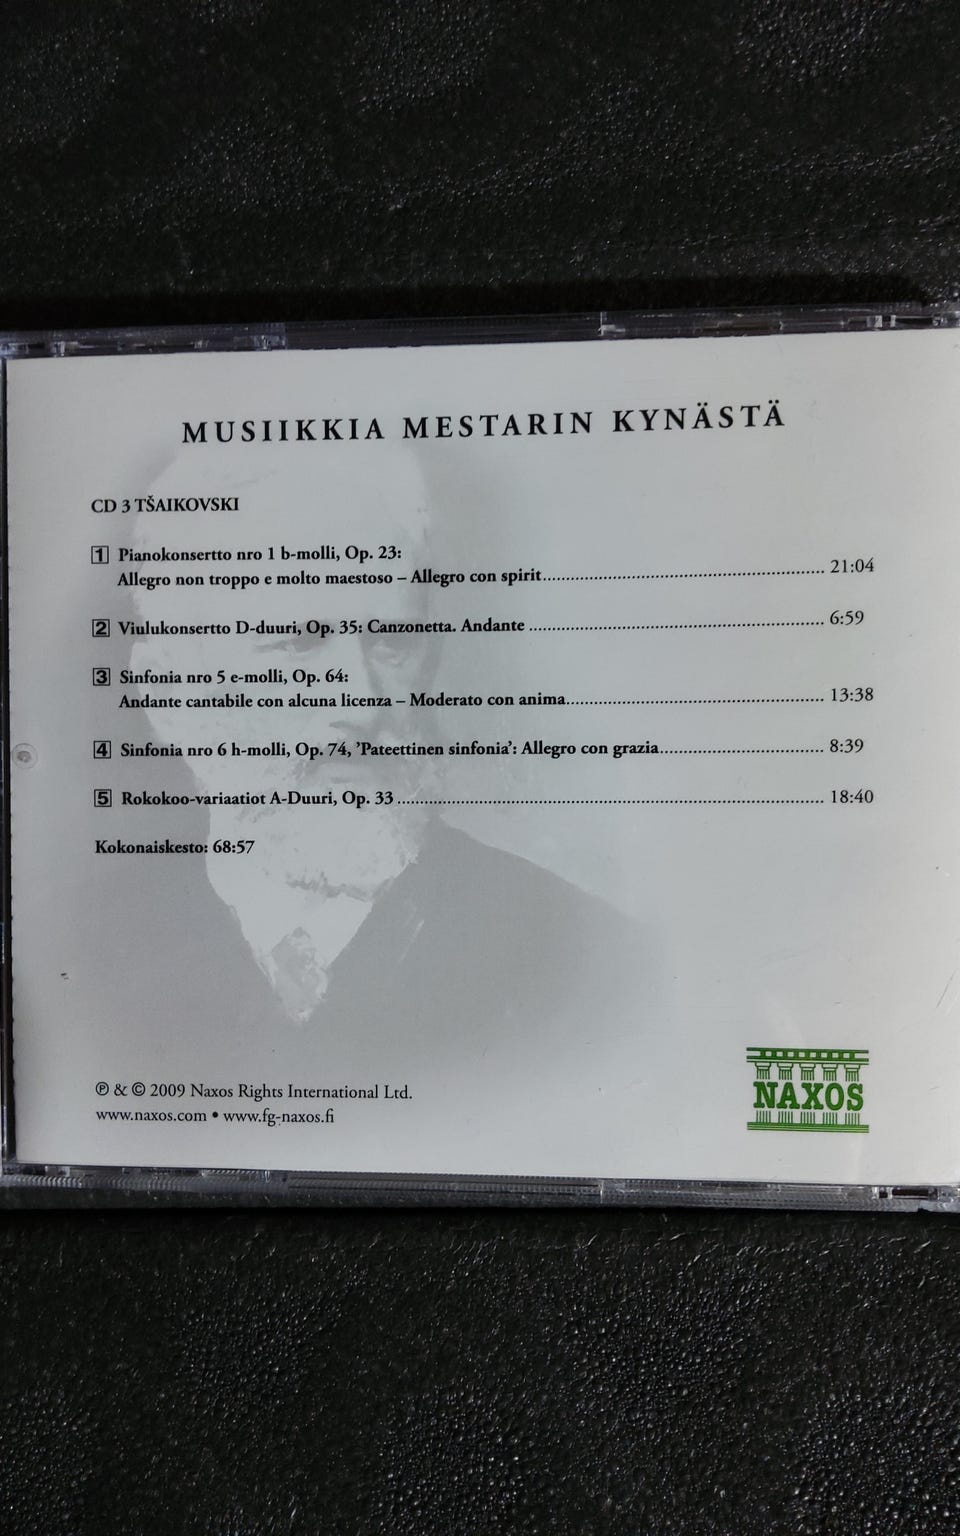 MUSIIKKIA MESTARIN KYNÄSTÄ
CD 3 TŠAIKOVSKI
1 Pianokonsertto nro 1 b-molli, Op. 23:
Allegro non troppo e molto maestoso – Allegro con spirit.......... 21:04
2 Viulukonsertto D-duuri, Op. 35: Canzonetta. Andante .......... 6:59
3 Sinfonia nro 5 e-molli, Op. 64:
Andante cantabile con alcuna licenza – Moderato con anima.......... 13:38
4 Sinfonia nro 6 h-molli, Op. 74, ’Pateettinen sinfonia’: Allegro con grazia.......... 8:39
5 Rokokoo-variaatiot A-Duuri, Op. 33 .......... 18:40
Kokonaiskesto: 68:57
℗ & © 2009 Naxos Rights International Ltd.
www.naxos.com • www.fg-naxos.fi
NAXOS